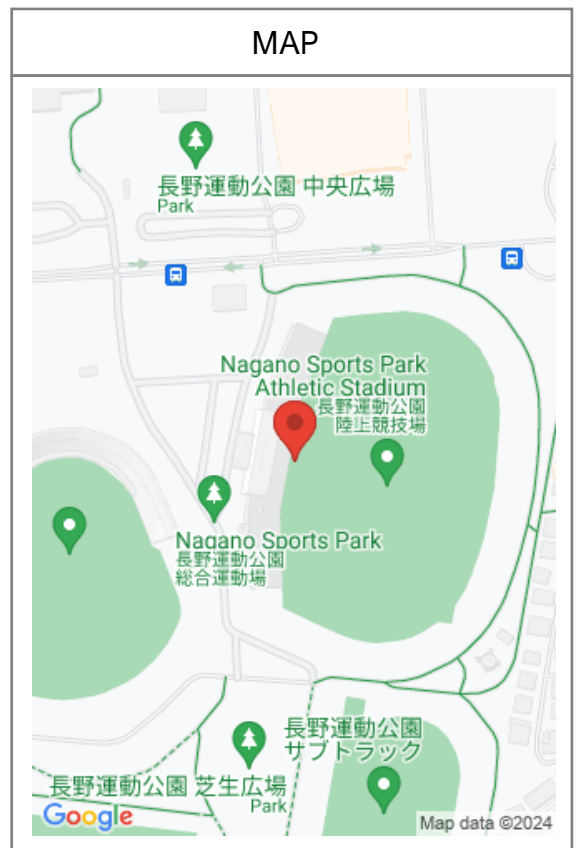 MAP
長野運動公園 中央広場
Park
Nagano Sports Park
Athletic Stadium
長野運動公園
陸上競技場
Nagano Sports Park
長野運動公園
総合運動場
長野運動公園
サブトラック
長野運動公園 芝生広場
Park
Google
Map data ©2024